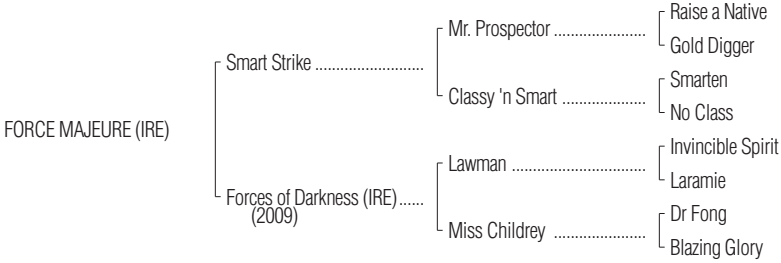 Raise a Native
Mr. Prospector ......................
Gold Digger
Smart Strike ..........................
Smarten
Classy 'n Smart ....................
No Class
FORCE MAJEURE (IRE)
Invincible Spirit
Lawman ................................
Laramie
Forces of Darkness (IRE)......
(2009)
Dr Fong
Miss Childrey ......................
Blazing Glory